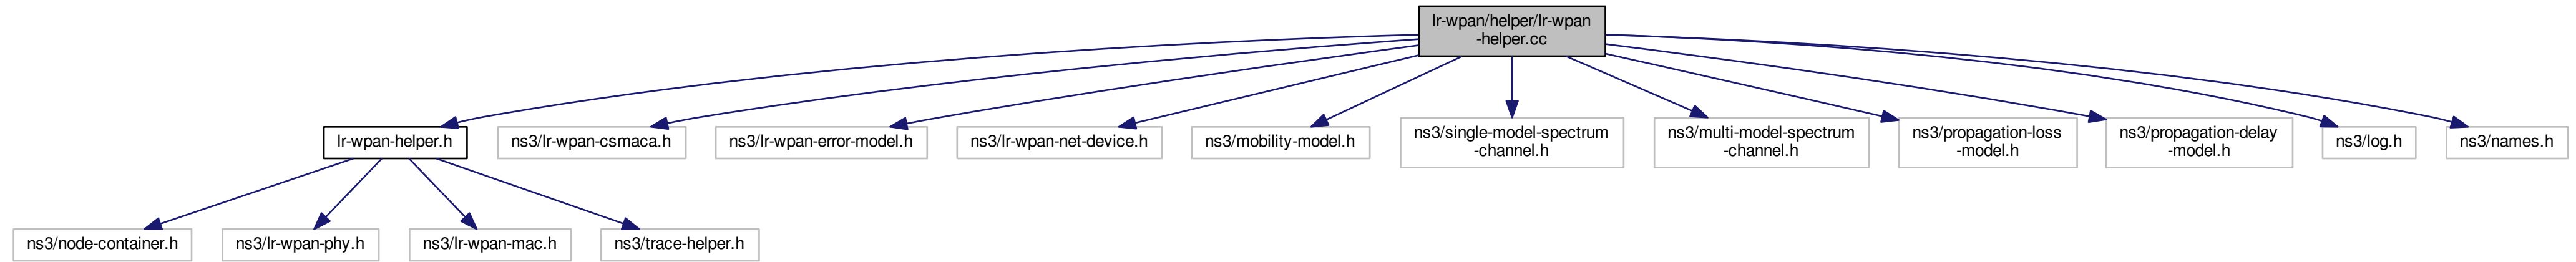 lr-wpan/helper/lr-wpan
-helper.cc
lr-wpan-helper.h
ns3/lr-wpan-csmaca.h
ns3/lr-wpan-error-model.h
ns3/lr-wpan-net-device.h
ns3/mobility-model.h
ns3/single-model-spectrum
-channel.h
ns3/multi-model-spectrum
-channel.h
ns3/propagation-loss
-model.h
ns3/propagation-delay
-model.h
ns3/log.h
ns3/names.h
ns3/node-container.h
ns3/lr-wpan-phy.h
ns3/lr-wpan-mac.h
ns3/trace-helper.h